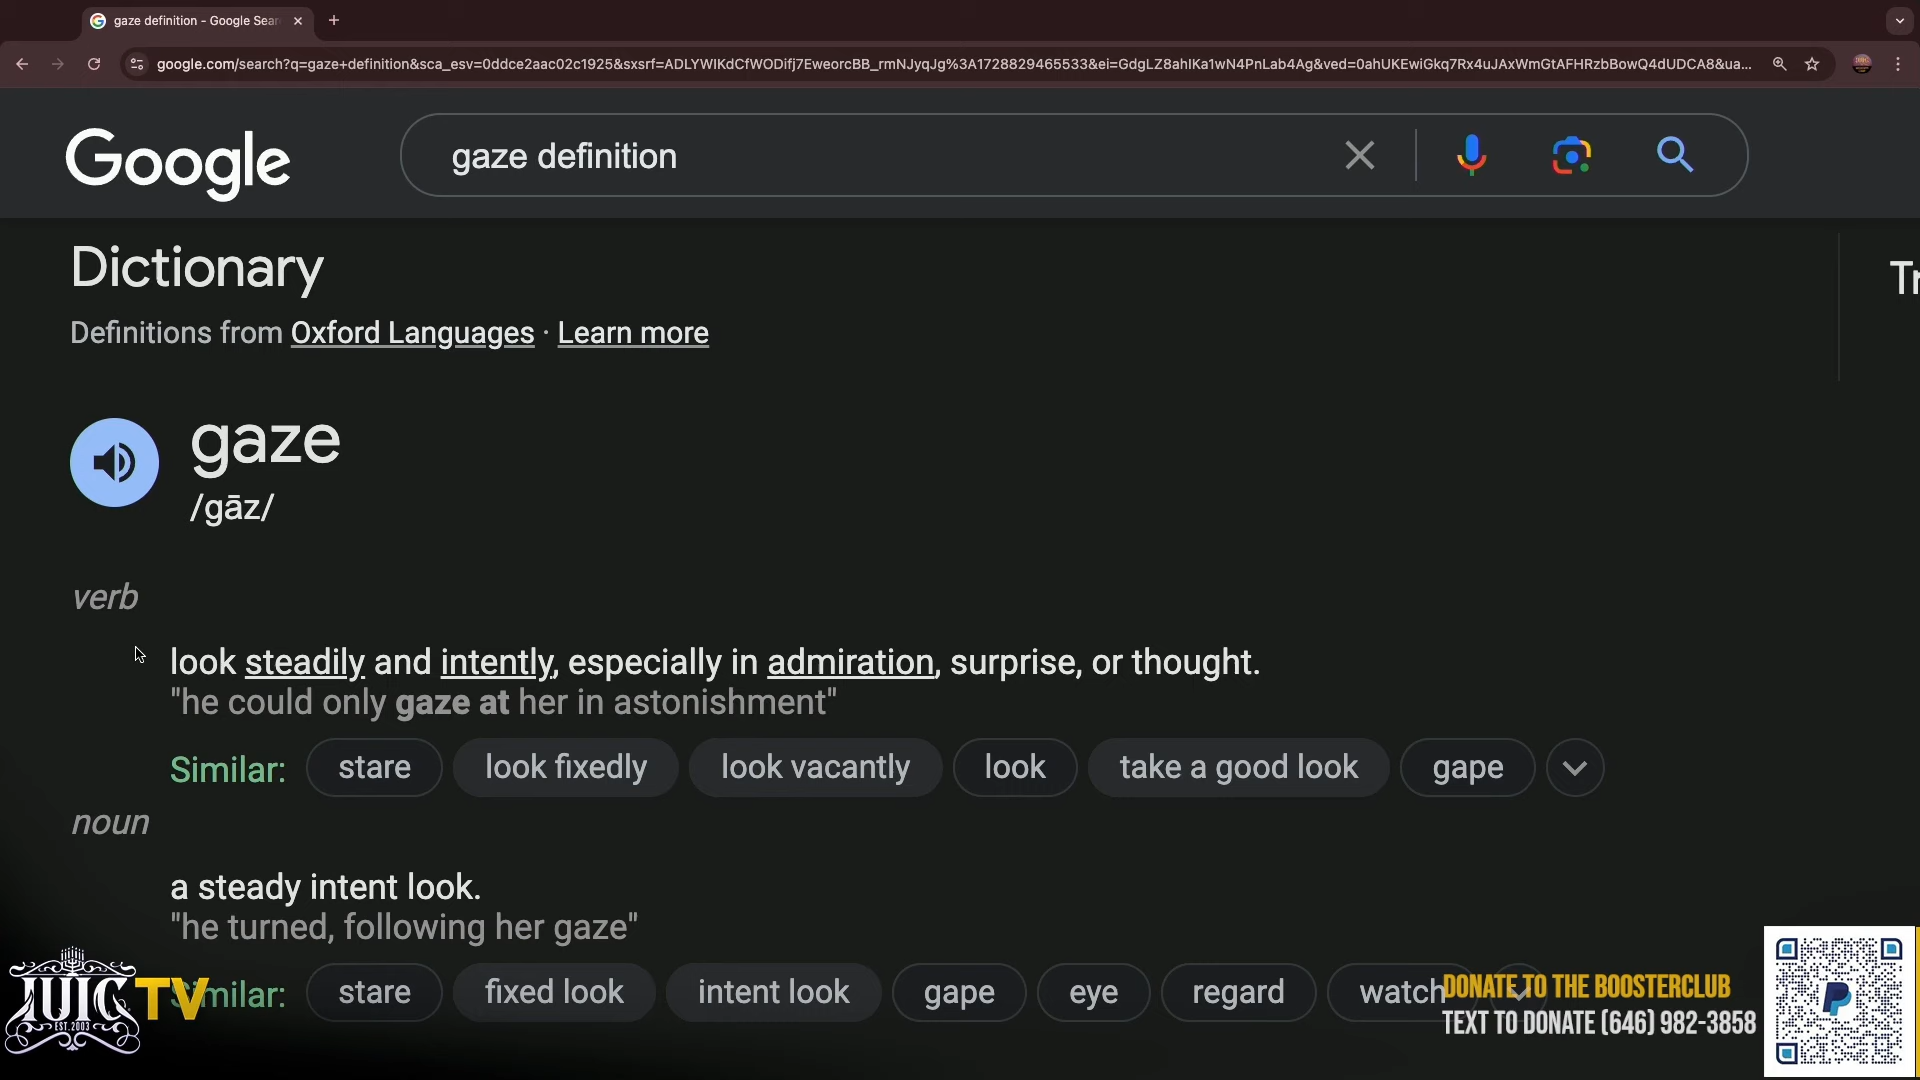 gaze definition - Google Sear
google.com/search?q=gaze+definition&sca_esv=0ddce2aac02c1925&sxsrf=ADLYWIKdCfWODifj7EweorcBB_rmNJyqJg%3A1728829465533&ei=GdgLZ8ahIKa1wN4PnLab4Ag&ved=0ahUKEwiGkq7Rx4uJAxWmGtAFHRzbBowQ4dUDCA8&ua...
Google
gaze definition
Dictionary
Tr
Definitions from Oxford Languages · Learn more
gaze
/ɡāz/
verb
look steadily and intently, especially in admiration, surprise, or thought.
"he could only gaze at her in astonishment"
Similar: stare look fixedly look vacantly look take a good look gape
noun
a steady intent look.
"he turned, following her gaze"
Similar: stare fixed look intent look gape eye regard watch
IUIC TV
EST. 2003
DONATE TO THE BOOSTERCLUB
TEXT TO DONATE (646) 982-3858